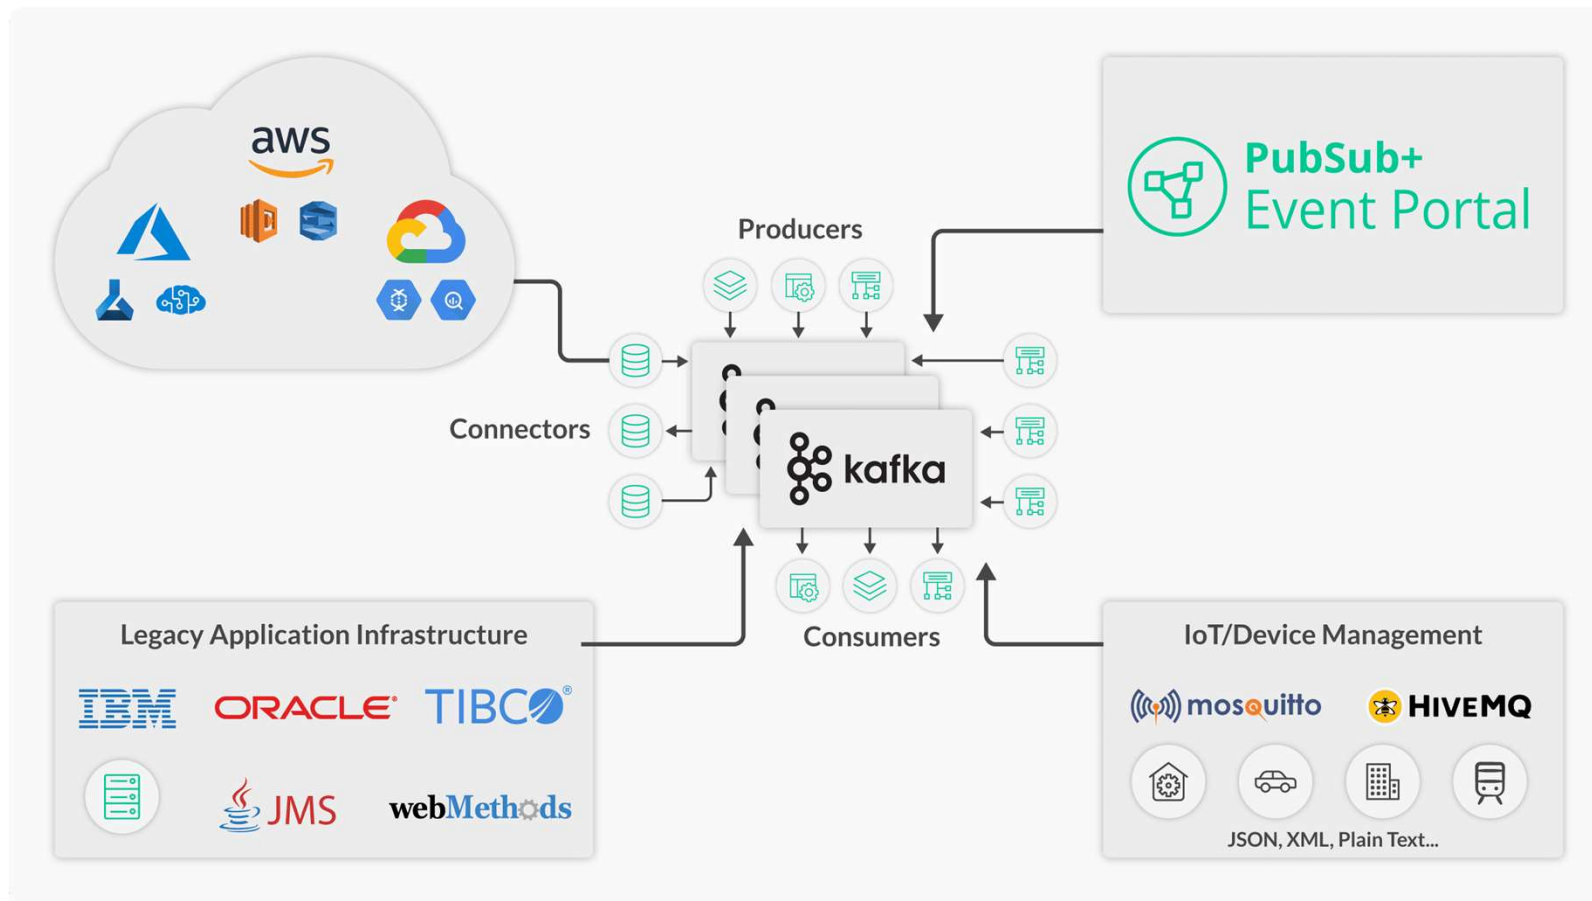 aws
PubSub+
Event Portal
Producers
Connectors
kafka
Consumers
Legacy Application Infrastructure
IBM
ORACLE®
TIBCO®
JMS
webMethods
IoT/Device Management
mosquitto
HIVEMQ
JSON, XML, Plain Text...